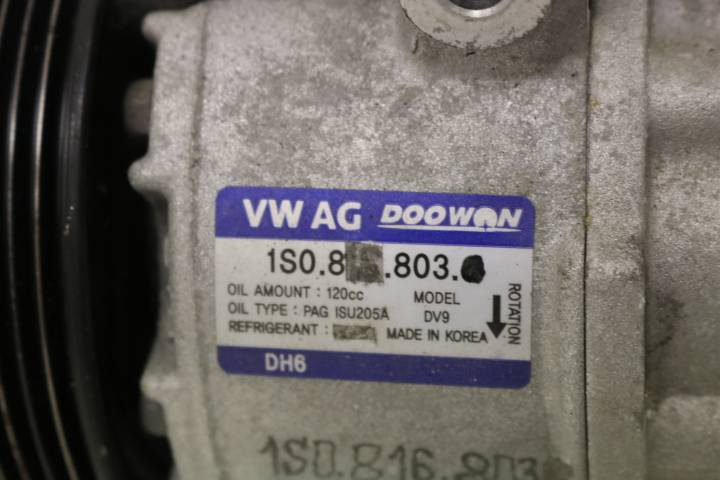 VW AG DOOWON
1S0.816.803.
OIL AMOUNT : 120cc MODEL
OIL TYPE : PAG ISU205A DV9
REFRIGERANT : MADE IN KOREA
ROTATION
DH6
1S0.816.803